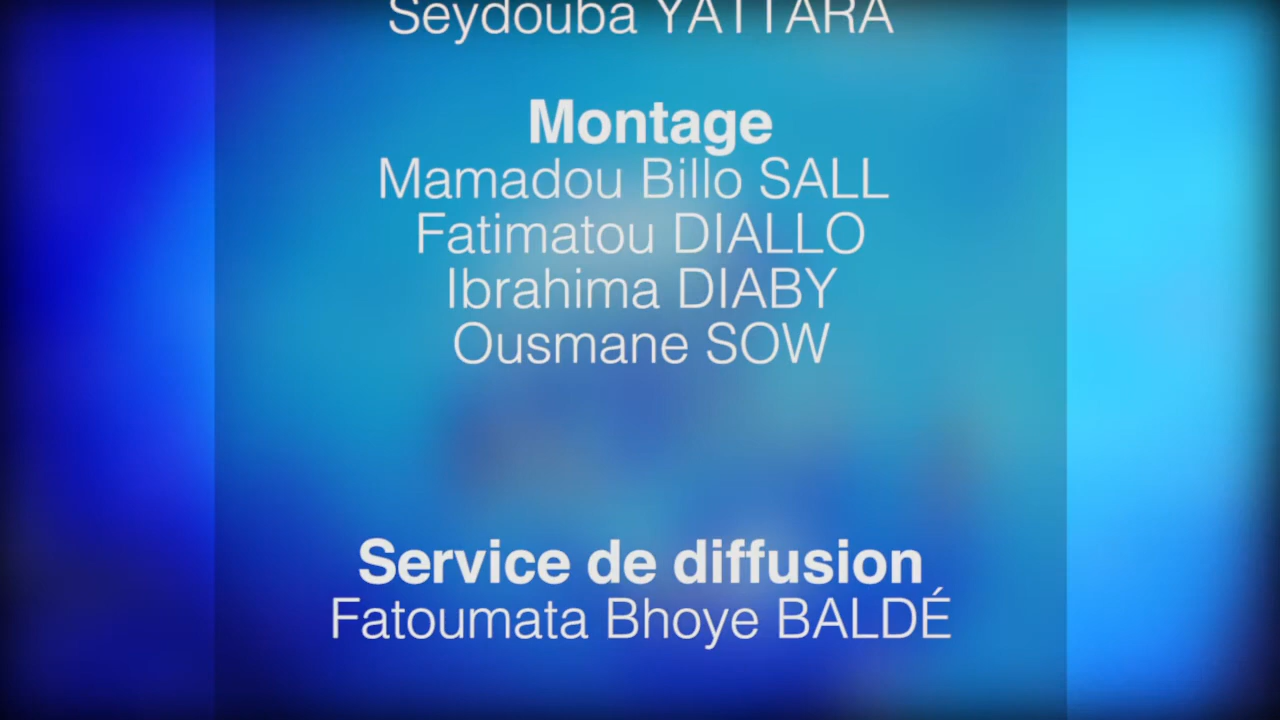 Seydouba YATTARA
Montage
Mamadou Billo SALL
Fatimatou DIALLO
Ibrahima DIABY
Ousmane SOW
Service de diffusion
Fatoumata Bhoye BALDÉ